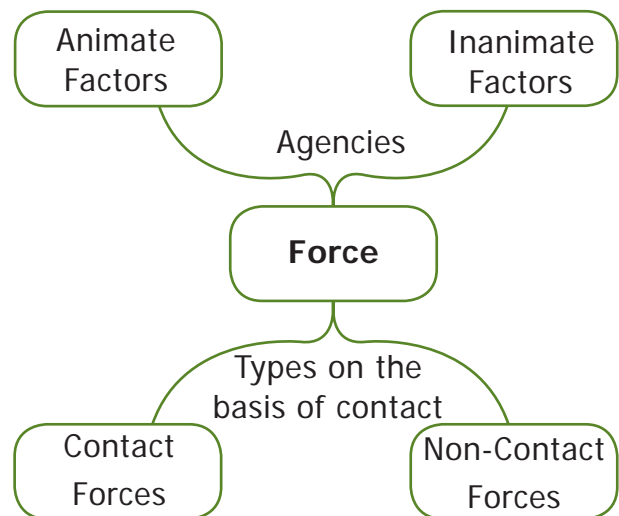 Animate
Factors
Inanimate
Factors
Agencies
Force
Types on the
basis of contact
Contact
Forces
Non-Contact
Forces